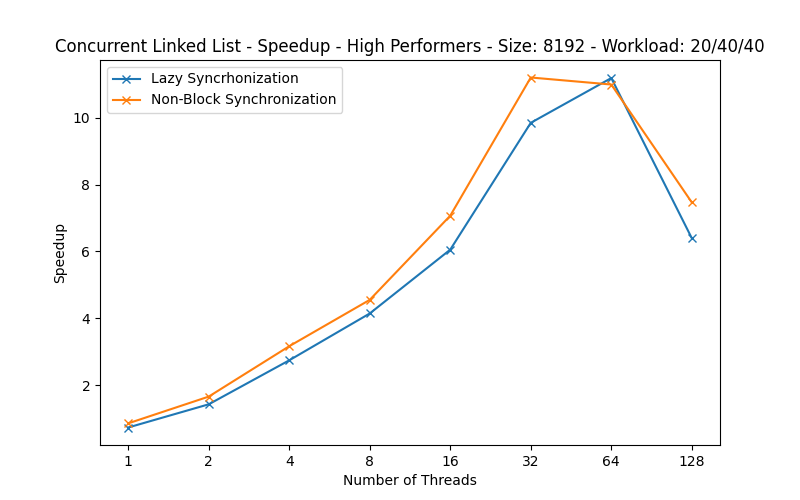 Concurrent Linked List - Speedup - High Performers - Size: 8192 - Workload: 20/40/40
Lazy Syncrhonization
Non-Block Synchronization
10
8
6
4
2
Speedup
1 2 4 8 16 32 64 128
Number of Threads